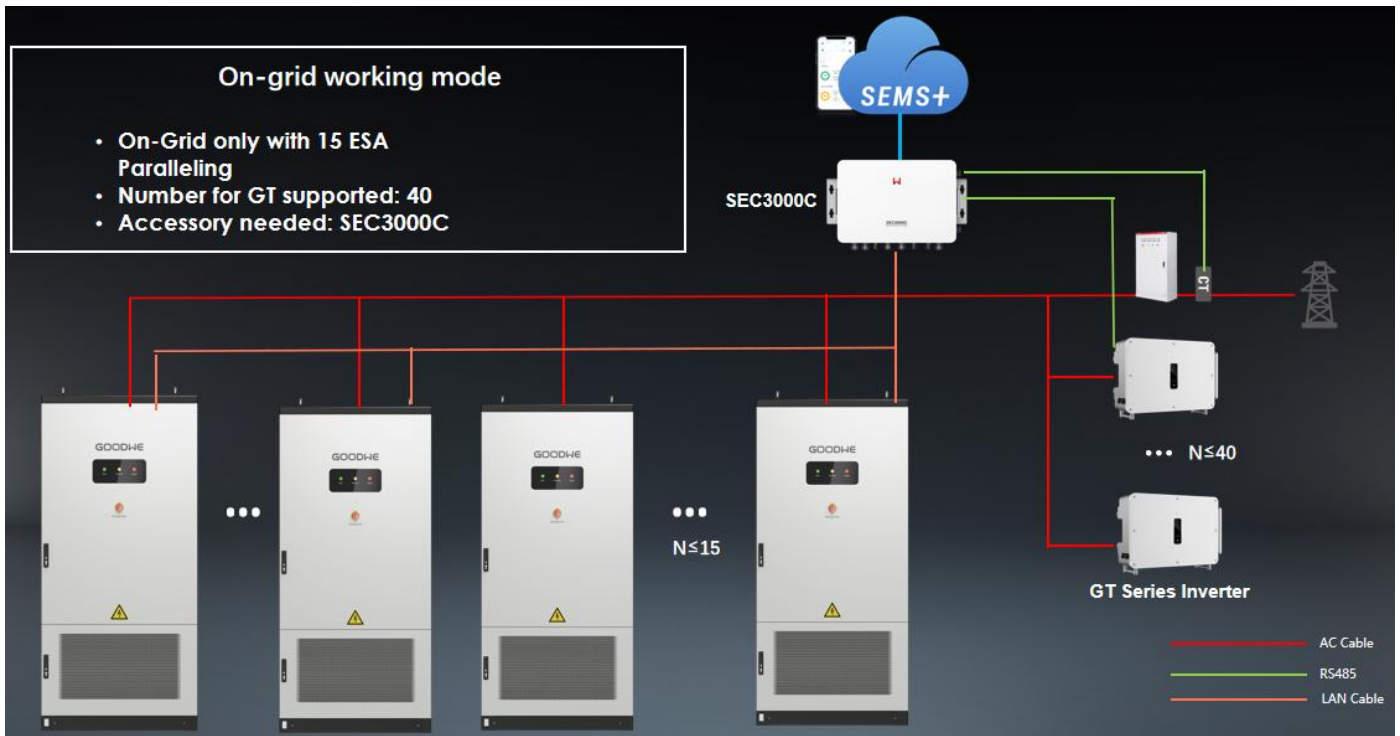 On-grid working mode
• On-Grid only with 15 ESA
Paralleling
• Number for GT supported: 40
• Accessory needed: SEC3000C
SEMS+
SEC3000C
CT
GOODWE
GOODWE
GOODWE
GOODWE
••• N≤40
•••
•••
N≤15
GT Series Inverter
AC Cable
RS485
LAN Cable